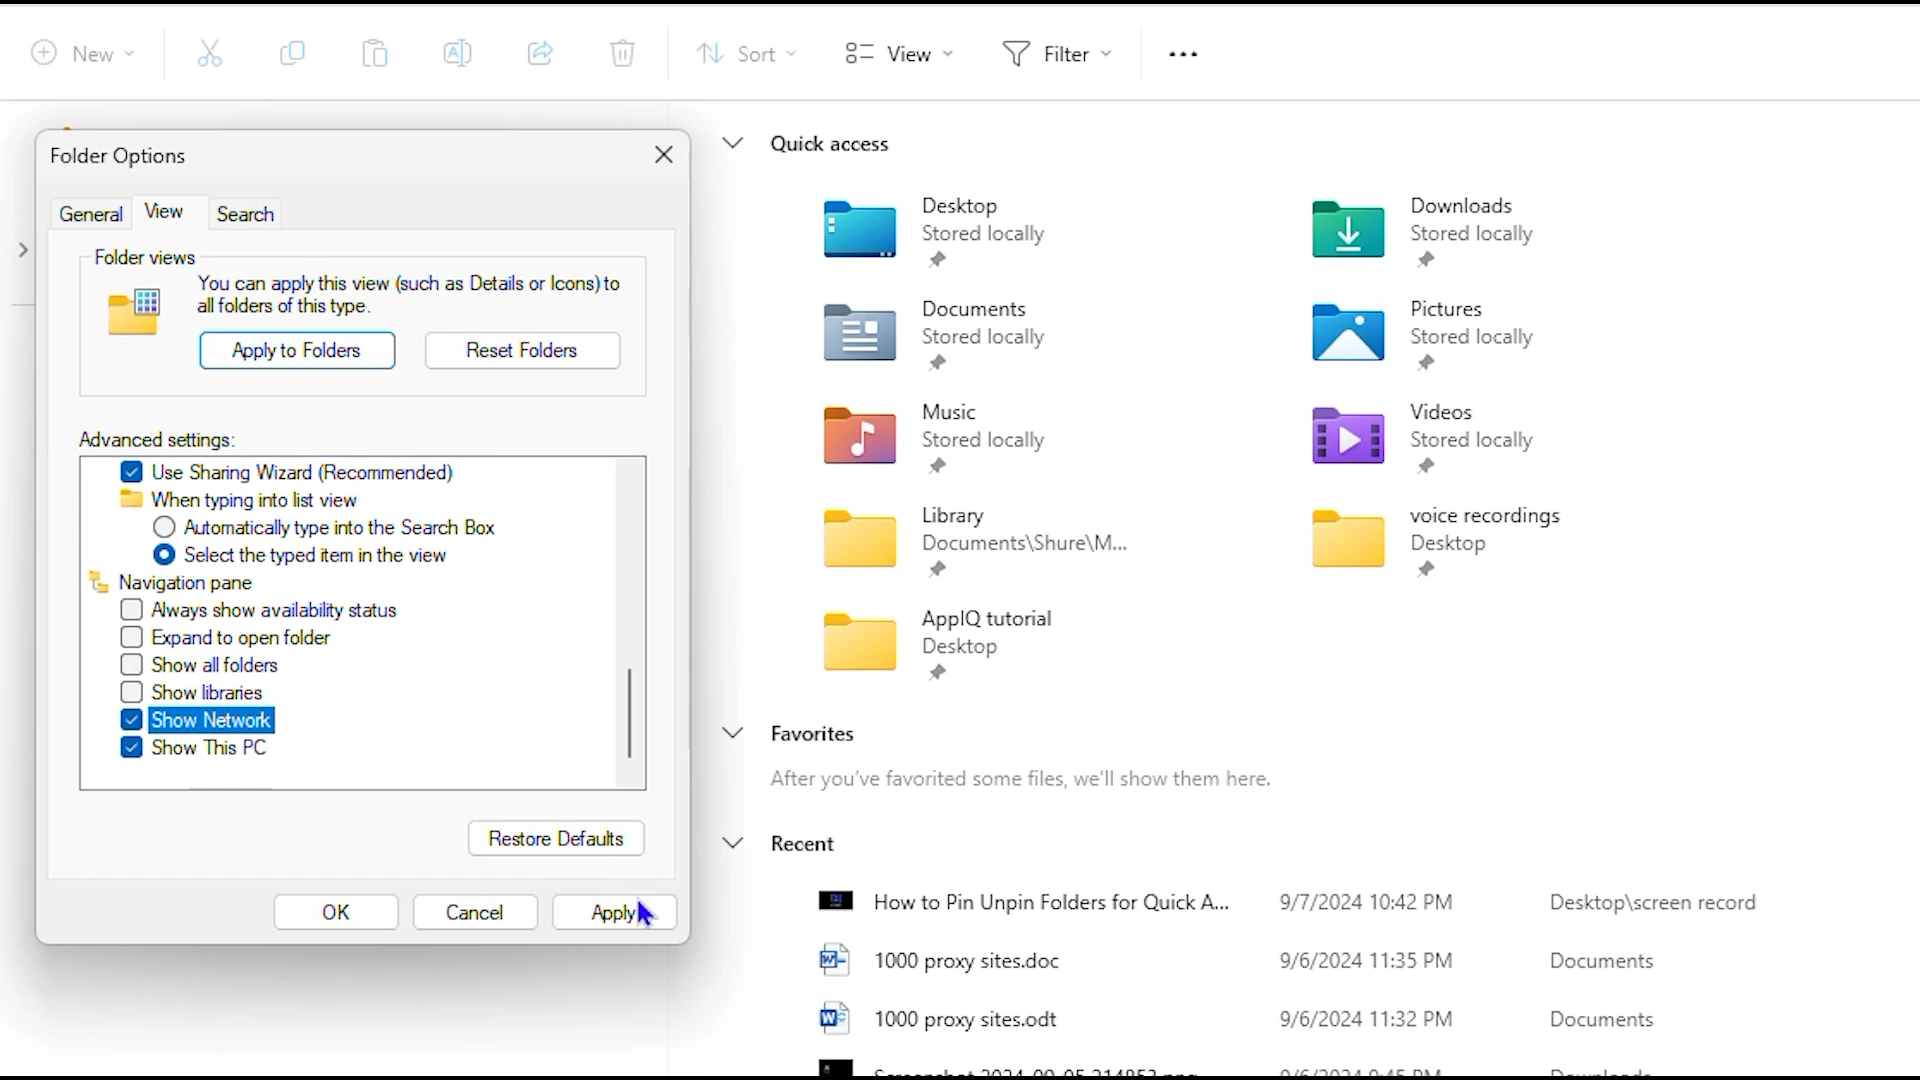 New
Sort
View
Filter
Folder Options
General
View
Search
Folder views
You can apply this view (such as Details or Icons) to
all folders of this type.
Apply to Folders
Reset Folders
Advanced settings:
Use Sharing Wizard (Recommended)
When typing into list view
Automatically type into the Search Box
Select the typed item in the view
Navigation pane
Always show availability status
Expand to open folder
Show all folders
Show libraries
Show Network
Show This PC
Restore Defaults
OK
Cancel
Apply
Quick access
Desktop
Stored locally
Downloads
Stored locally
Documents
Stored locally
Pictures
Stored locally
Music
Stored locally
Videos
Stored locally
Library
Documents\Shure\M...
voice recordings
Desktop
AppIQ tutorial
Desktop
Favorites
After you've favorited some files, we'll show them here.
Recent
How to Pin Unpin Folders for Quick A... 9/7/2024 10:42 PM Desktop\screen record
1000 proxy sites.doc 9/6/2024 11:35 PM Documents
1000 proxy sites.odt 9/6/2024 11:32 PM Documents